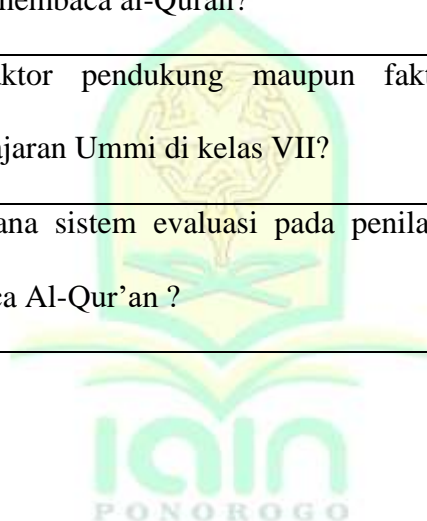 membaca al-Quran?
aktor pendukung maupun fakt
ajaran Ummi di kelas VII?
ana sistem evaluasi pada penila
ca Al-Qur'an ?
iain
PONOROGO